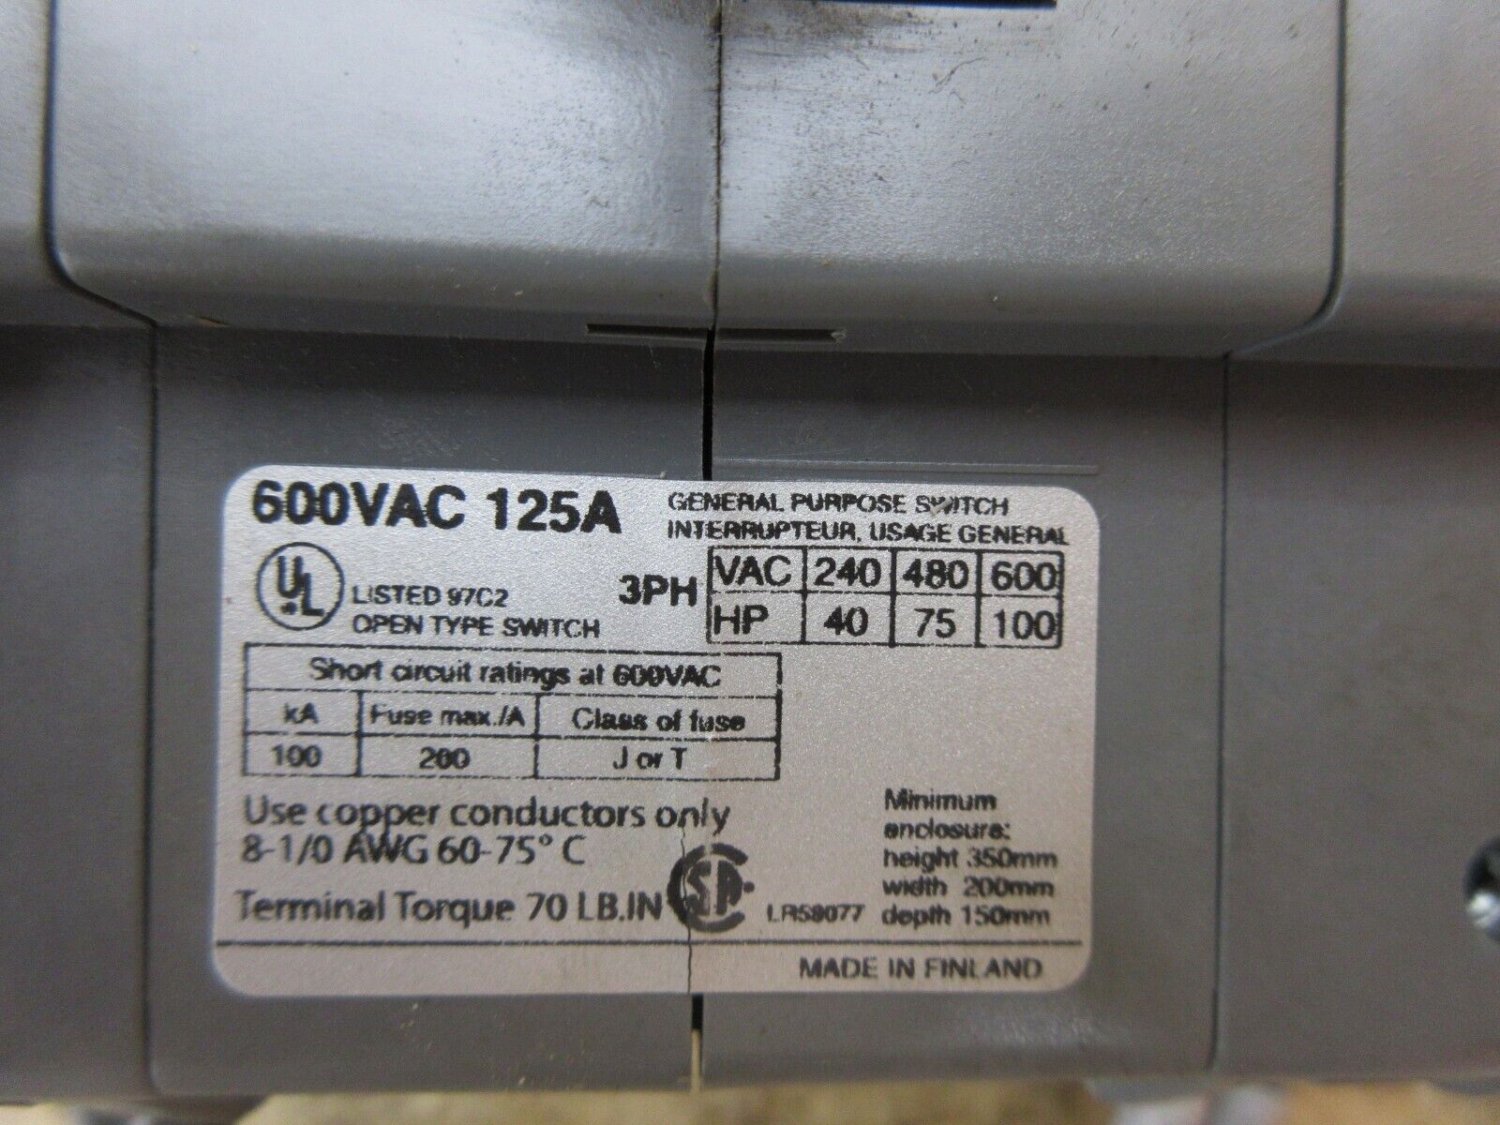 600VAC 125A
GENERAL PURPOSE SWITCH
INTERRUPTEUR, USAGE GENERAL
UL
LISTED 97C2
OPEN TYPE SWITCH
3PH
VAC 240 480 600
HP 40 75 100
Short circuit ratings at 600VAC
kA Fuse max./A Class of fuse
100 200 J or T
Use copper conductors only
8-1/0 AWG 60-75° C
Terminal Torque 70 LB.IN
SP
LR58077
Minimum
enclosure:
height 350mm
width 200mm
depth 150mm
MADE IN FINLAND